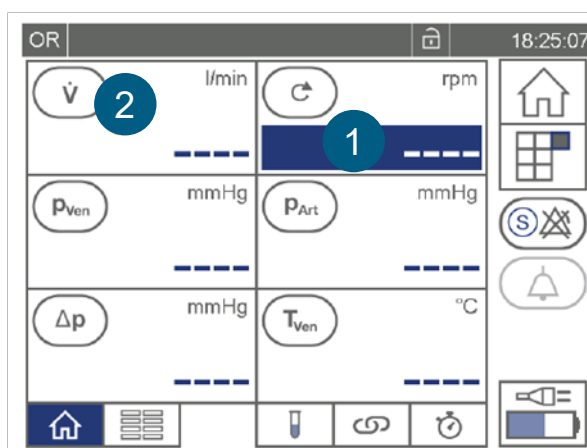 OR 18:25:07
V̇ 2 l/min rpm
1
---- ----
pVen mmHg pArt mmHg
---- ----
Δp mmHg TVen °C
---- ----
S